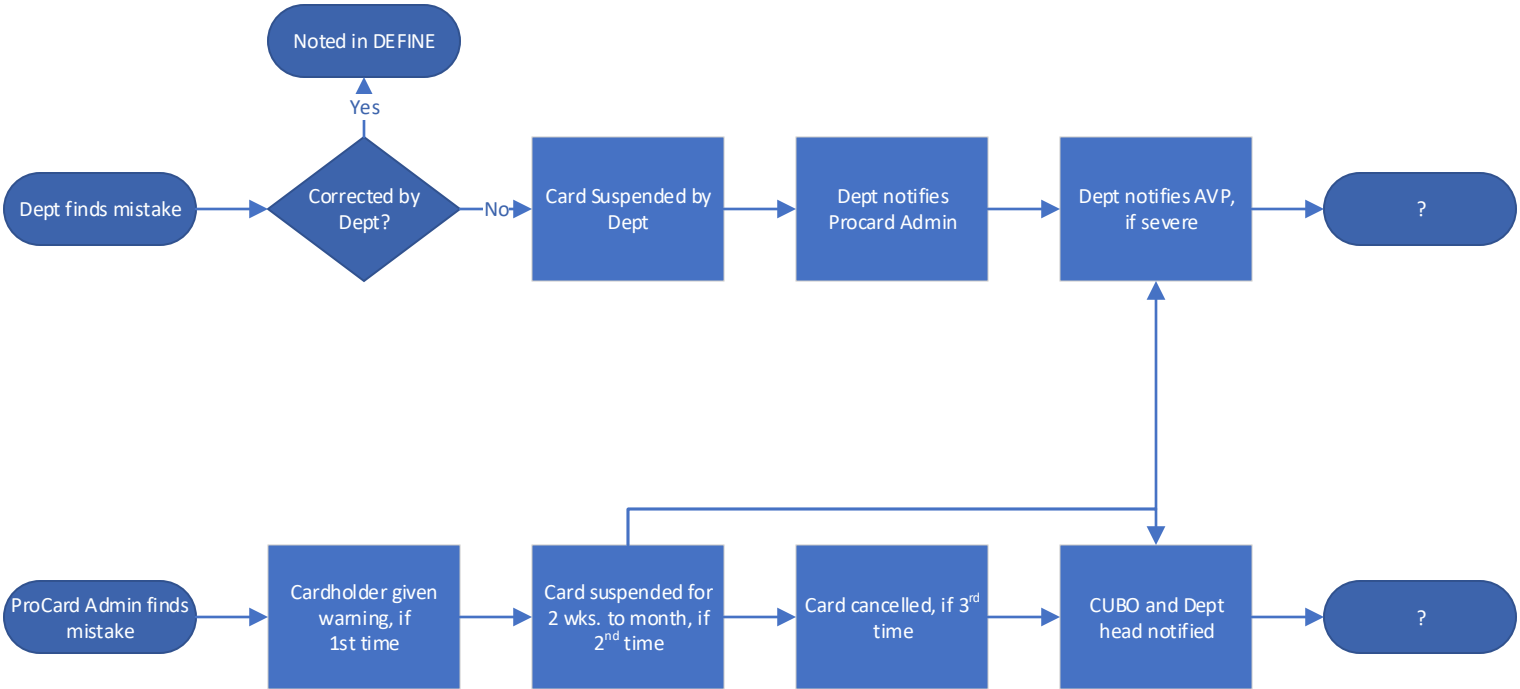 Noted in DEFINE
Yes
Dept finds mistake
Corrected by
Dept?
No
Card Suspended by
Dept
Dept notifies
Procard Admin
Dept notifies AVP,
if severe
?
ProCard Admin finds
mistake
Cardholder given
warning, if
1st time
Card suspended for
2 wks. to month, if
2nd time
Card cancelled, if 3rd
time
CUBO and Dept
head notified
?